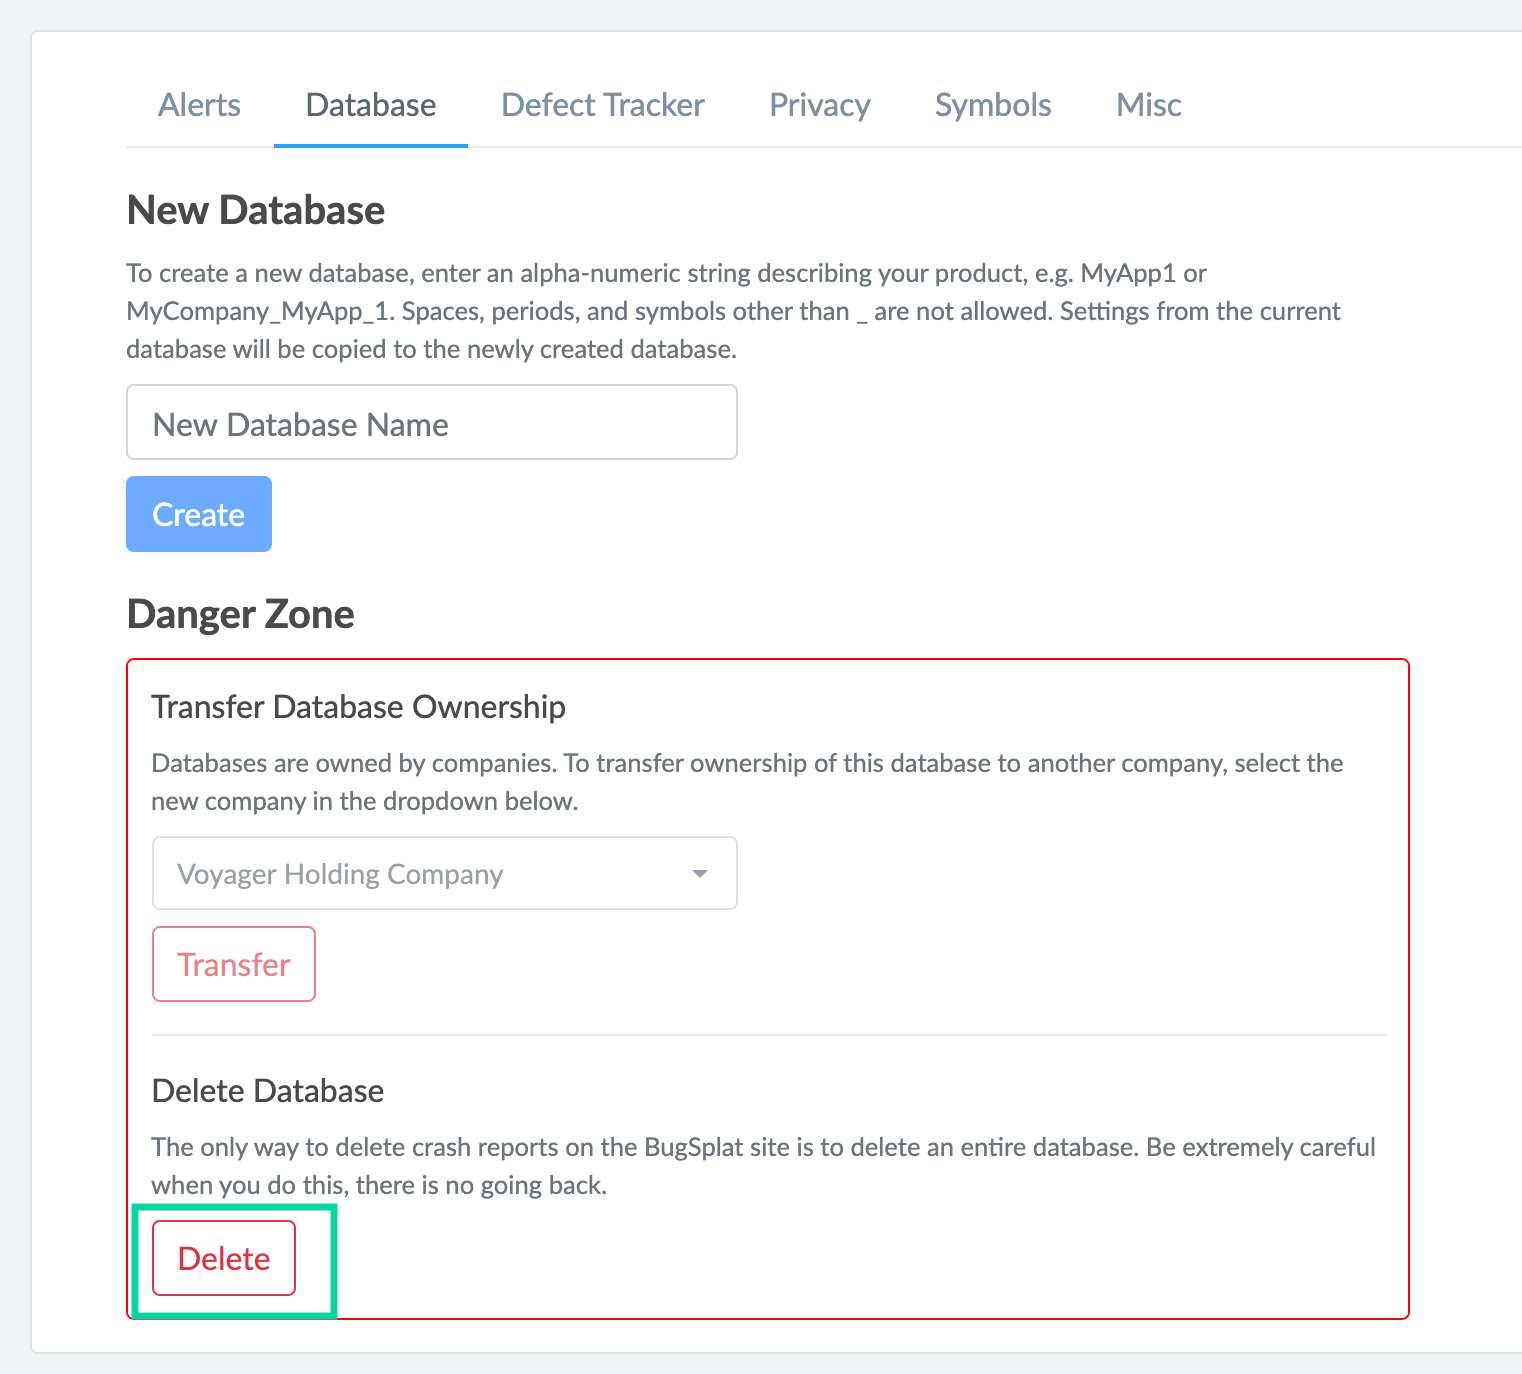 Alerts Database Defect Tracker Privacy Symbols Misc
New Database
To create a new database, enter an alpha-numeric string describing your product, e.g. MyApp1 or
MyCompany_MyApp_1. Spaces, periods, and symbols other than _ are not allowed. Settings from the current
database will be copied to the newly created database.
New Database Name
Create
Danger Zone
Transfer Database Ownership
Databases are owned by companies. To transfer ownership of this database to another company, select the
new company in the dropdown below.
Voyager Holding Company
Transfer
Delete Database
The only way to delete crash reports on the BugSplat site is to delete an entire database. Be extremely careful
when you do this, there is no going back.
Delete